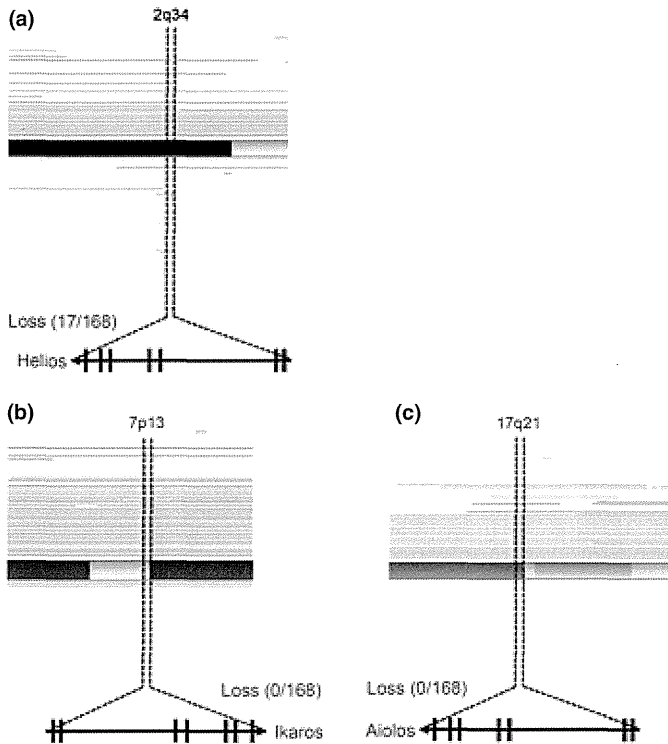 (a)
2q34
Loss (17/168)
Helios
(b)
7p13
Loss (0/168)
Ikaros
(c)
17q21
Loss (0/168)
Aiolos